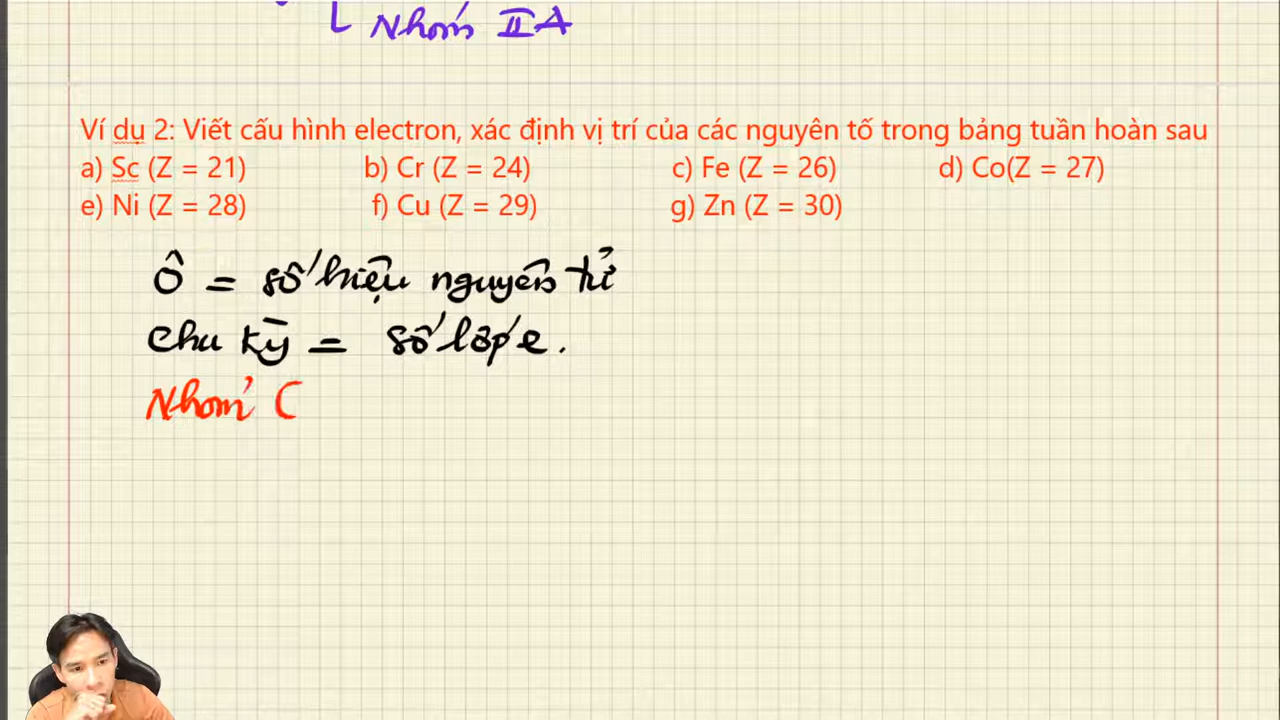 Nhóm IIA
Ví dụ 2: Viết cấu hình electron, xác định vị trí của các nguyên tố trong bảng tuần hoàn sau
a) Sc (Z = 21) b) Cr (Z = 24) c) Fe (Z = 26) d) Co(Z = 27)
e) Ni (Z = 28) f) Cu (Z = 29) g) Zn (Z = 30)
Ô = số hiệu nguyên tử
Chu kỳ = số lớp e.
Nhóm (